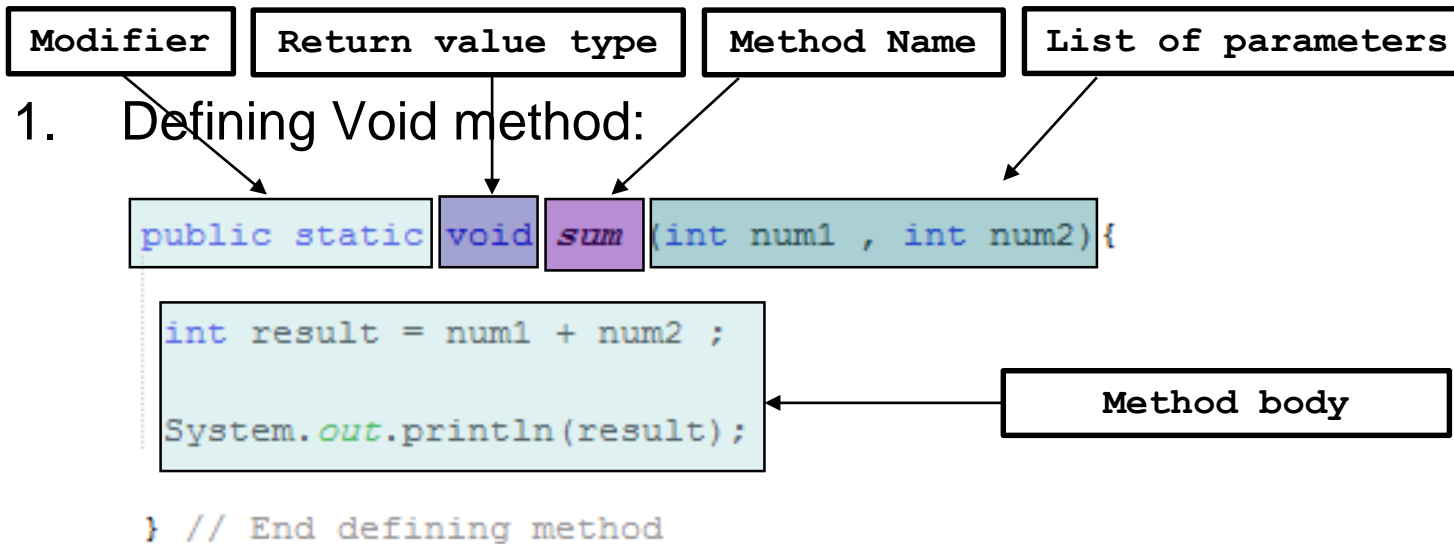 Modifier Return value type Method Name List of parameters
1. Defining Void method:
public static void sum (int num1 , int num2){
int result = num1 + num2 ;
System.out.println(result);
Method body
} // End defining method